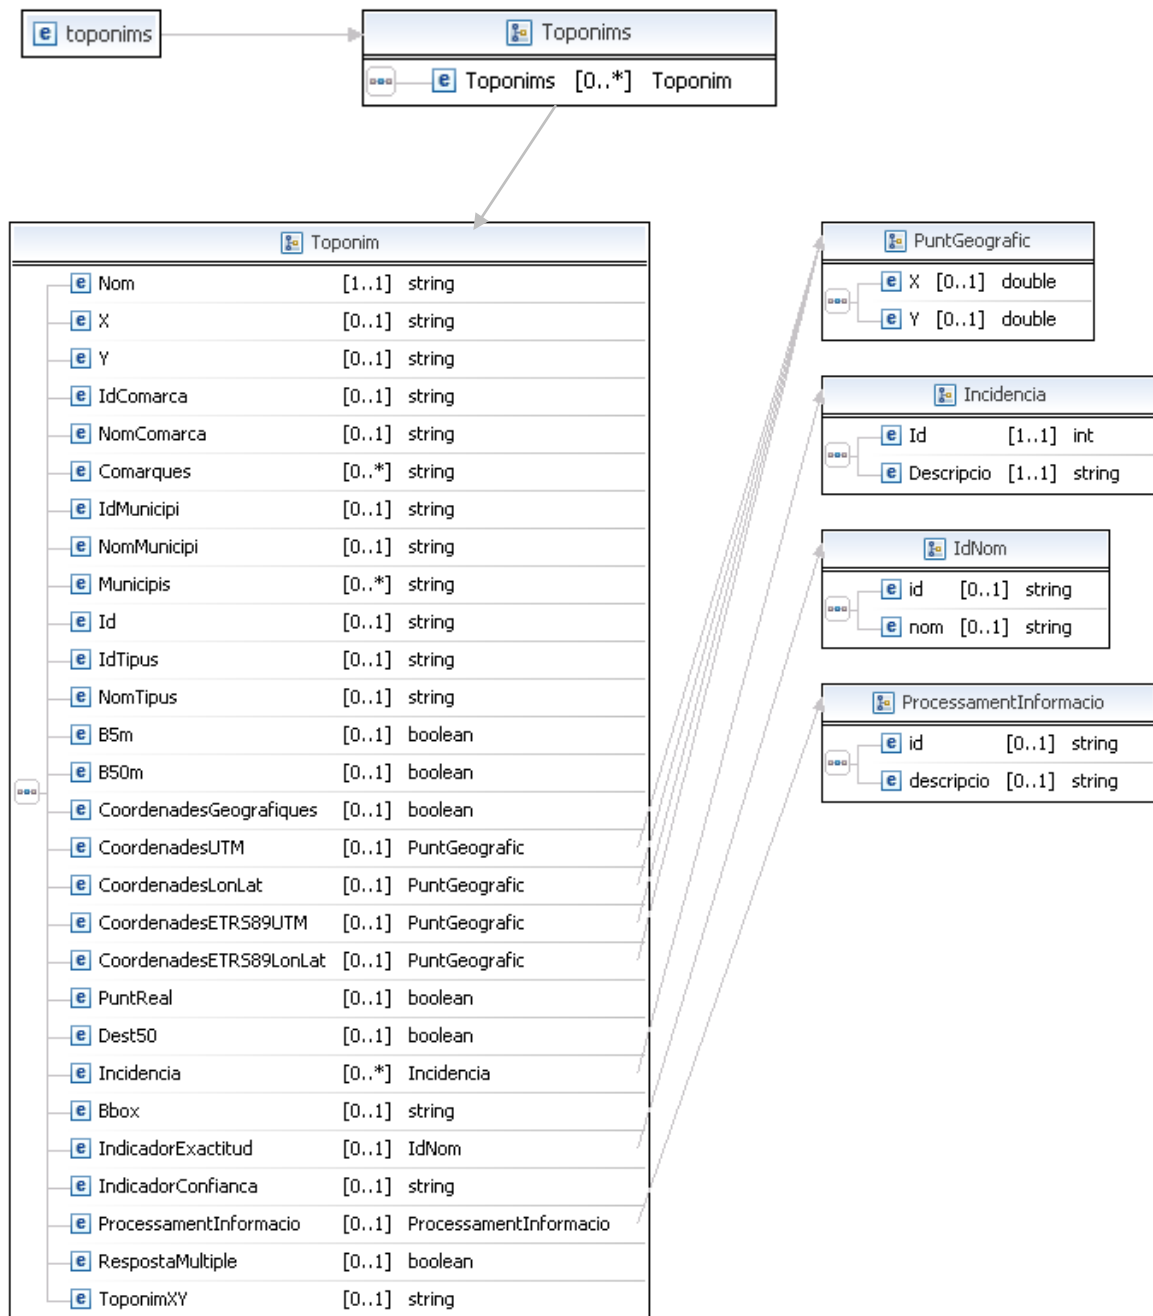 e toponims
Toponims
e Toponims [0..*] Toponim
Toponim
e Nom [1..1] string
e X [0..1] string
e Y [0..1] string
e IdComarca [0..1] string
e NomComarca [0..1] string
e Comarques [0..*] string
e IdMunicipi [0..1] string
e NomMunicipi [0..1] string
e Municipis [0..*] string
e Id [0..1] string
e IdTipus [0..1] string
e NomTipus [0..1] string
e B5m [0..1] boolean
e B50m [0..1] boolean
e CoordenadesGeografiques [0..1] boolean
e CoordenadesUTM [0..1] PuntGeografic
e CoordenadesLonLat [0..1] PuntGeografic
e CoordenadesETRS89UTM [0..1] PuntGeografic
e CoordenadesETRS89LonLat [0..1] PuntGeografic
e PuntReal [0..1] boolean
e Dest50 [0..1] boolean
e Incidencia [0..*] Incidencia
e Bbox [0..1] string
e IndicadorExactitud [0..1] IdNom
e IndicadorConfianca [0..1] string
e ProcessamentInformacio [0..1] ProcessamentInformacio
e RespostaMultiple [0..1] boolean
e ToponimXY [0..1] string
PuntGeografic
e X [0..1] double
e Y [0..1] double
Incidencia
e Id [1..1] int
e Descripcio [1..1] string
IdNom
e id [0..1] string
e nom [0..1] string
ProcessamentInformacio
e id [0..1] string
e descripcio [0..1] string